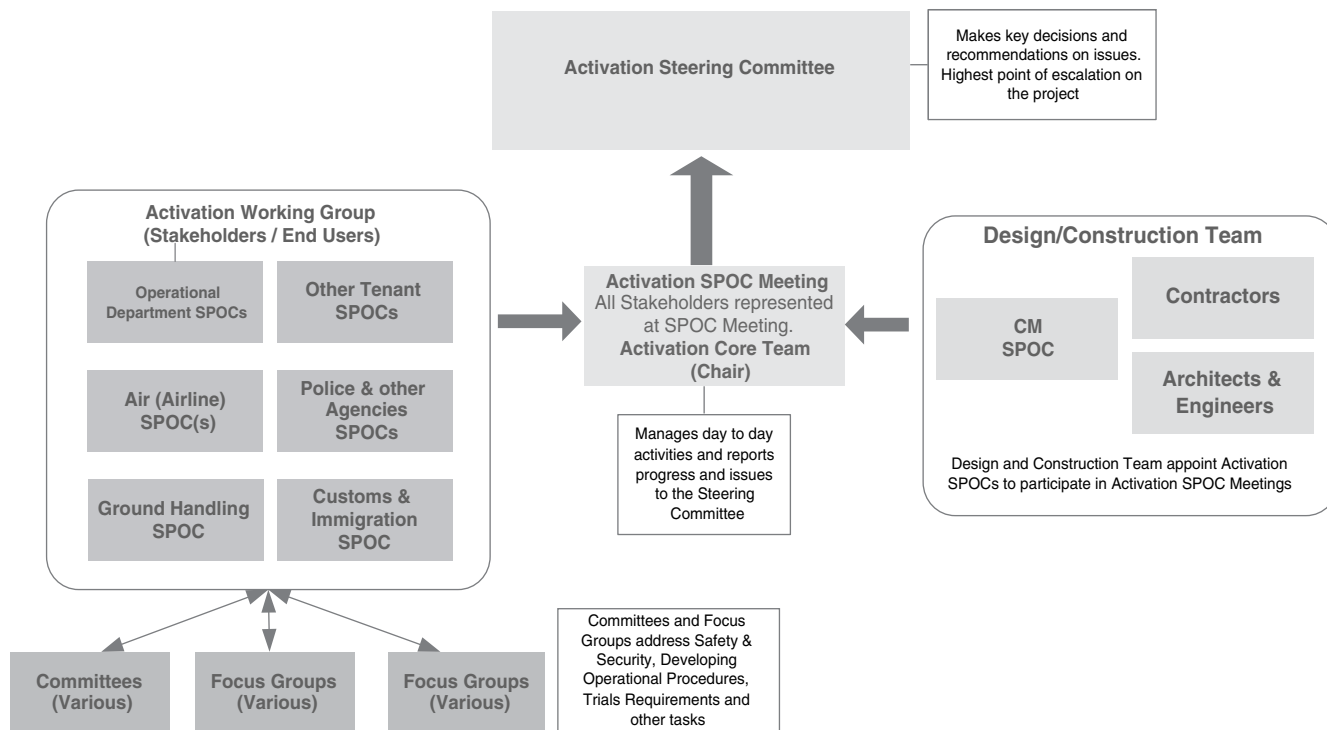 Activation Steering Committee
Makes key decisions and
recommendations on issues.
Highest point of escalation on
the project
Activation Working Group
(Stakeholders / End Users)
Operational
Department SPOCs
Other Tenant
SPOCs
Air (Airline)
SPOC(s)
Police & other
Agencies
SPOCs
Ground Handling
SPOC
Customs &
Immigration
SPOC
Activation SPOC Meeting
All Stakeholders represented
at SPOC Meeting.
Activation Core Team
(Chair)
Manages day to day
activities and reports
progress and issues
to the Steering
Committee
Design/Construction Team
CM
SPOC
Contractors
Architects &
Engineers
Design and Construction Team appoint Activation
SPOCs to participate in Activation SPOC Meetings
Committees
(Various)
Focus Groups
(Various)
Focus Groups
(Various)
Committees and Focus
Groups address Safety &
Security, Developing
Operational Procedures,
Trials Requirements and
other tasks